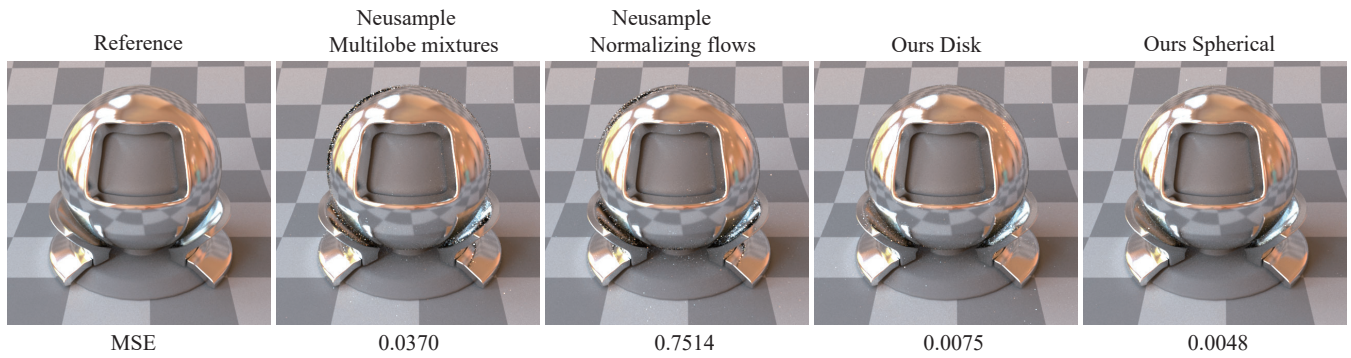 Reference
Neusample
Multilobe mixtures
Neusample
Normalizing flows
Ours Disk
Ours Spherical
MSE
0.0370
0.7514
0.0075
0.0048